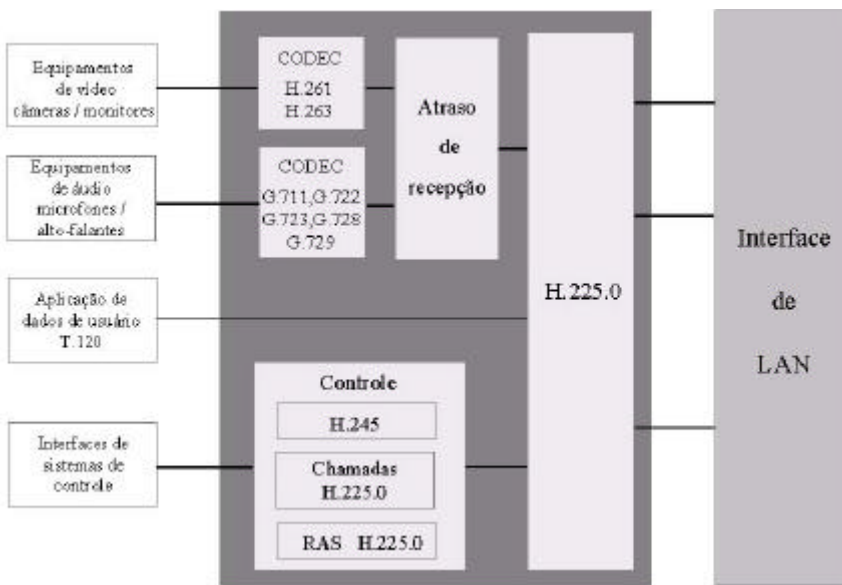 Equipamentos
de vídeo
câmeras / monitores
CODEC
H.261
H.263
Atraso
de
recepção
Equipamentos
de áudio
microfones /
alto-falantes
CODEC
G.711,G.722
G.723,G.728
G.729
Aplicação de
dados de usuário
T.120
Interfaces de
sistemas de
controle
Controle
H.245
Chamadas
H.225.0
RAS H.225.0
H.225.0
Interface
de
LAN